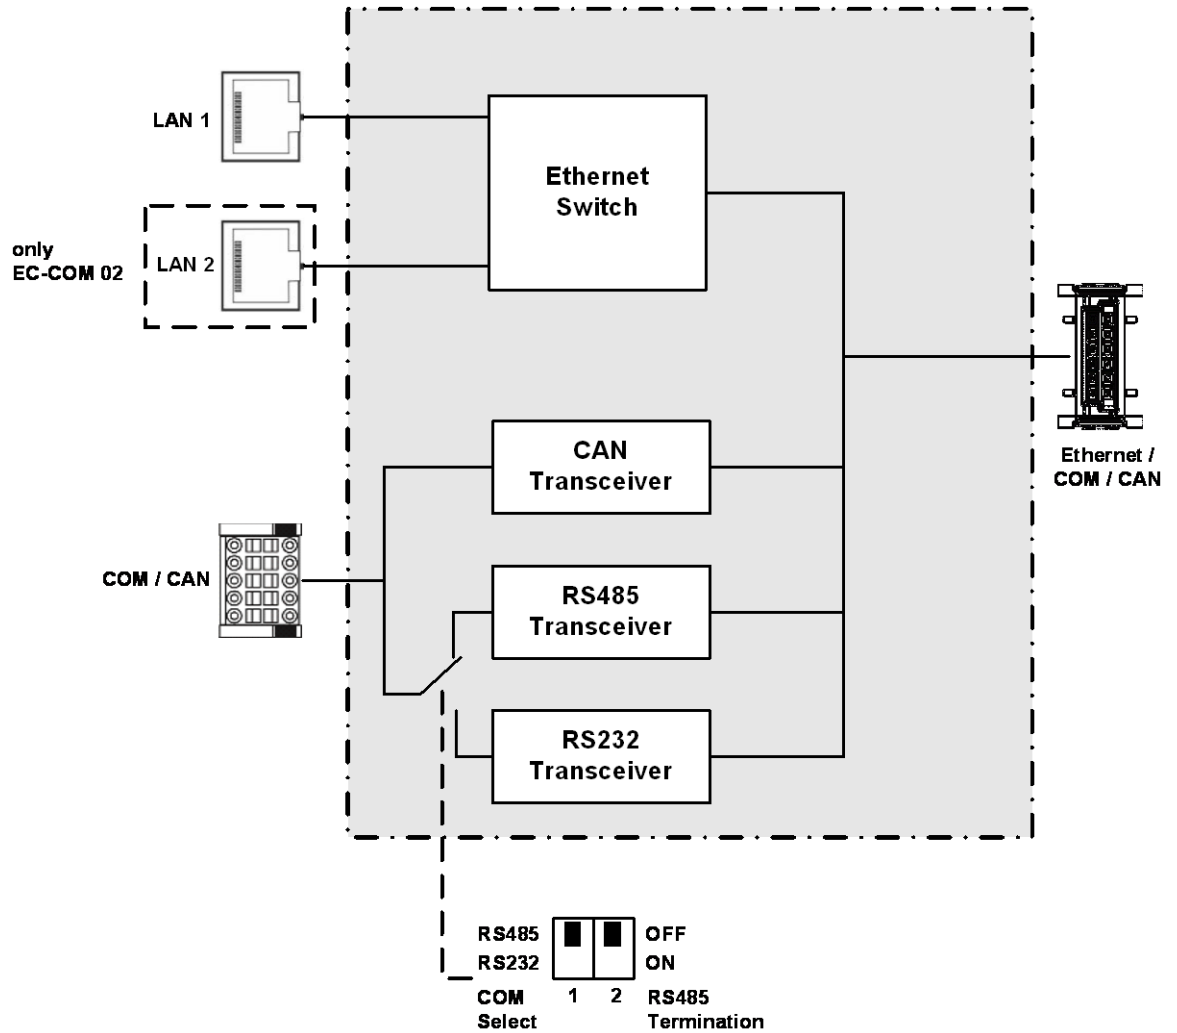 LAN 1
Ethernet
Switch
only
EC-COM 02
LAN 2
CAN
Transceiver
Ethernet /
COM / CAN
COM / CAN
RS485
Transceiver
RS232
Transceiver
RS485
OFF
RS232
ON
COM
Select
1
2
RS485
Termination